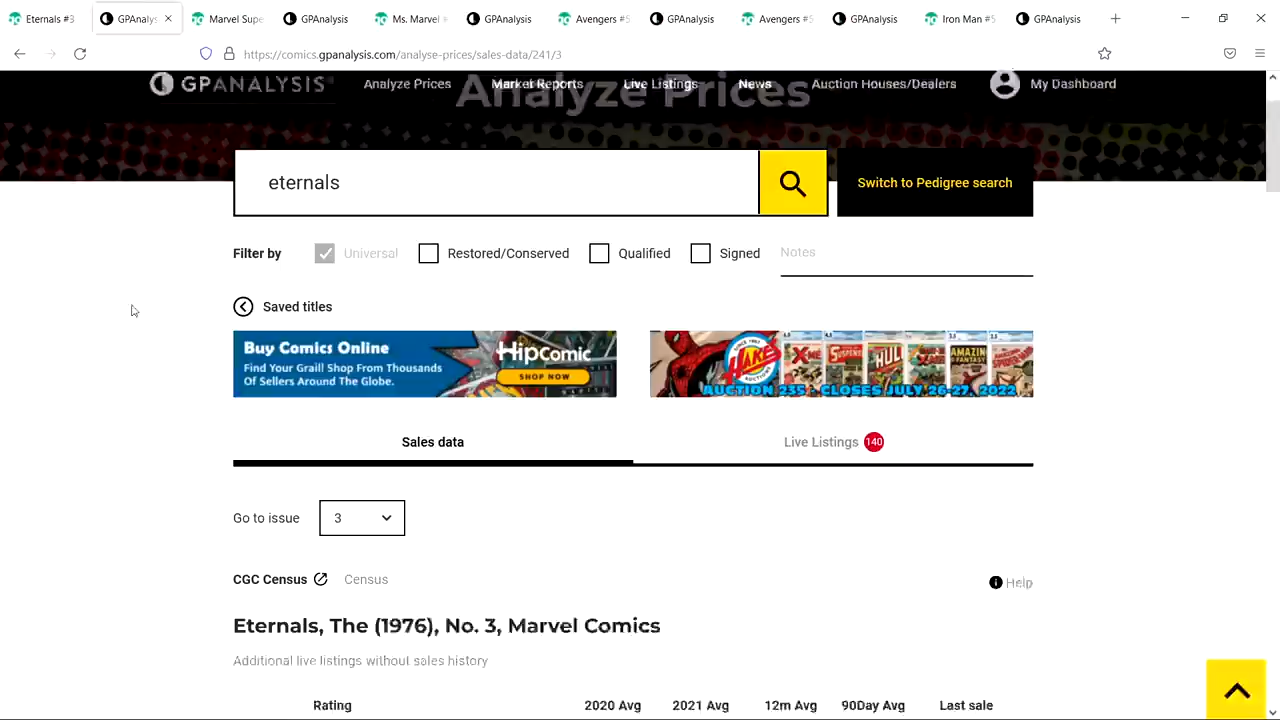 Eternals #3
GPAnalys
Marvel Supe
GPAnalysis
Ms. Marvel
GPAnalysis
Avengers #5
GPAnalysis
Avengers #5
GPAnalysis
Iron Man #5
GPAnalysis
https://comics.gpanalysis.com/analyse-prices/sales-data/241/3
GPANALYSIS
Analyze Prices
Market Reports
Live Listings
News
Auction Houses/Dealers
My Dashboard
Analyze Prices
eternals
Switch to Pedigree search
Filter by
Universal
Restored/Conserved
Qualified
Signed
Notes
Saved titles
Buy Comics Online
Find Your Grail! Shop From Thousands
Of Sellers Around The Globe.
HipComic
SHOP NOW
HAKE'S
X-MEN
SUSPENSE
HULK
AMAZING
FANTASY
AUCTION 235 - CLOSES JULY 26-27, 2022
Sales data
Live Listings 140
Go to issue 3
CGC Census
Census
Help
Eternals, The (1976), No. 3, Marvel Comics
Additional live listings without sales history
Rating 2020 Avg 2021 Avg 12m Avg 90Day Avg Last sale